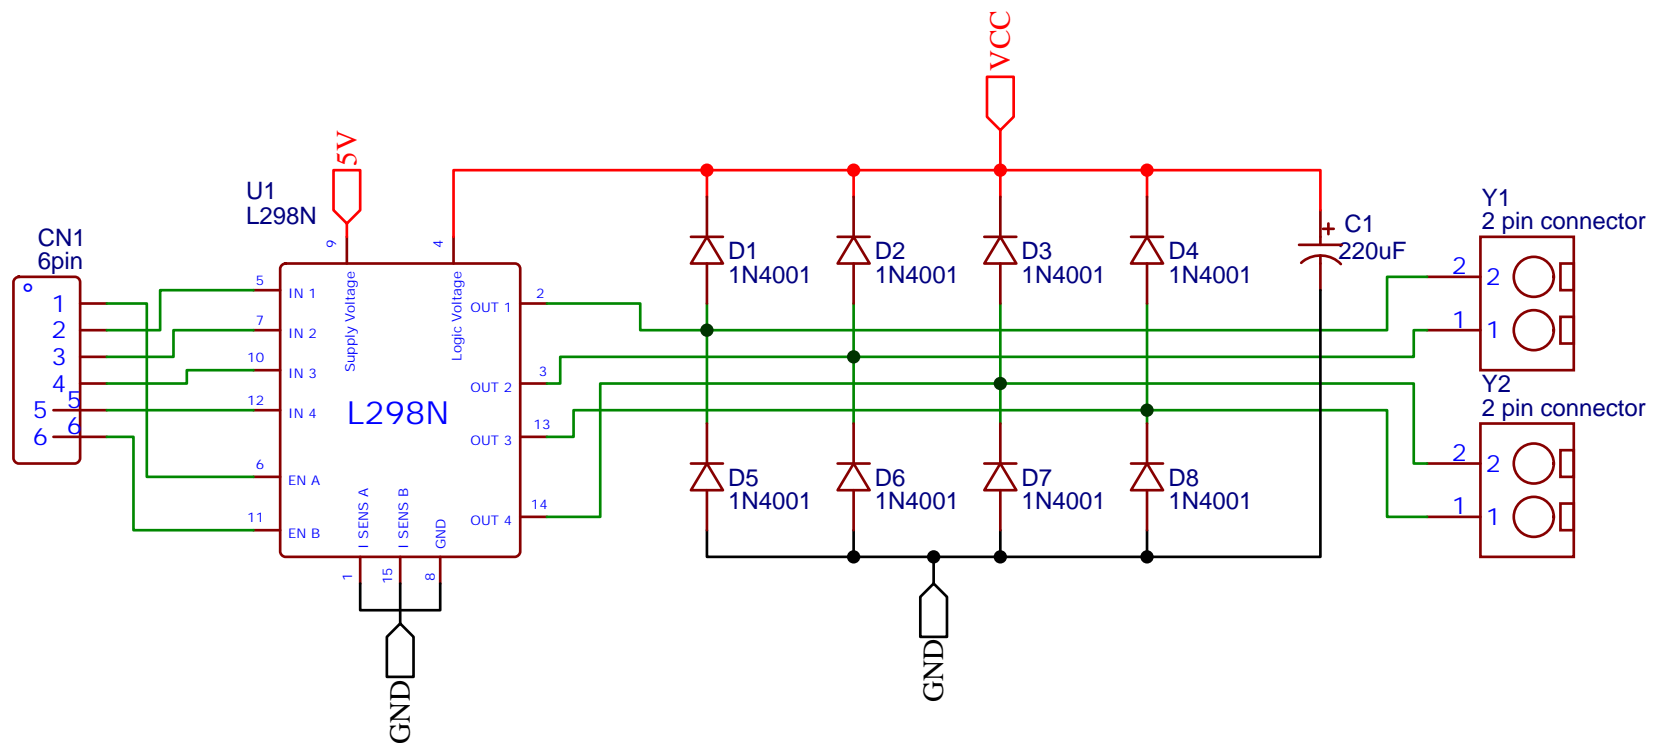 VCC
5V
U1
L298N
CN1
6pin
1
2
3
4
5
5
6
6
9
4
5
IN 1
7
IN 2
10
IN 3
12
IN 4
6
EN A
11
EN B
Supply Voltage
Logic Voltage
L298N
OUT 1
2
OUT 2
3
OUT 3
13
OUT 4
14
I SENS A
I SENS B
GND
1
15
8
GND
D1
1N4001
D2
1N4001
D3
1N4001
D4
1N4001
D5
1N4001
D6
1N4001
D7
1N4001
D8
1N4001
GND
+
C1
220uF
Y1
2 pin connector
2
2
1
1
Y2
2 pin connector
2
2
1
1